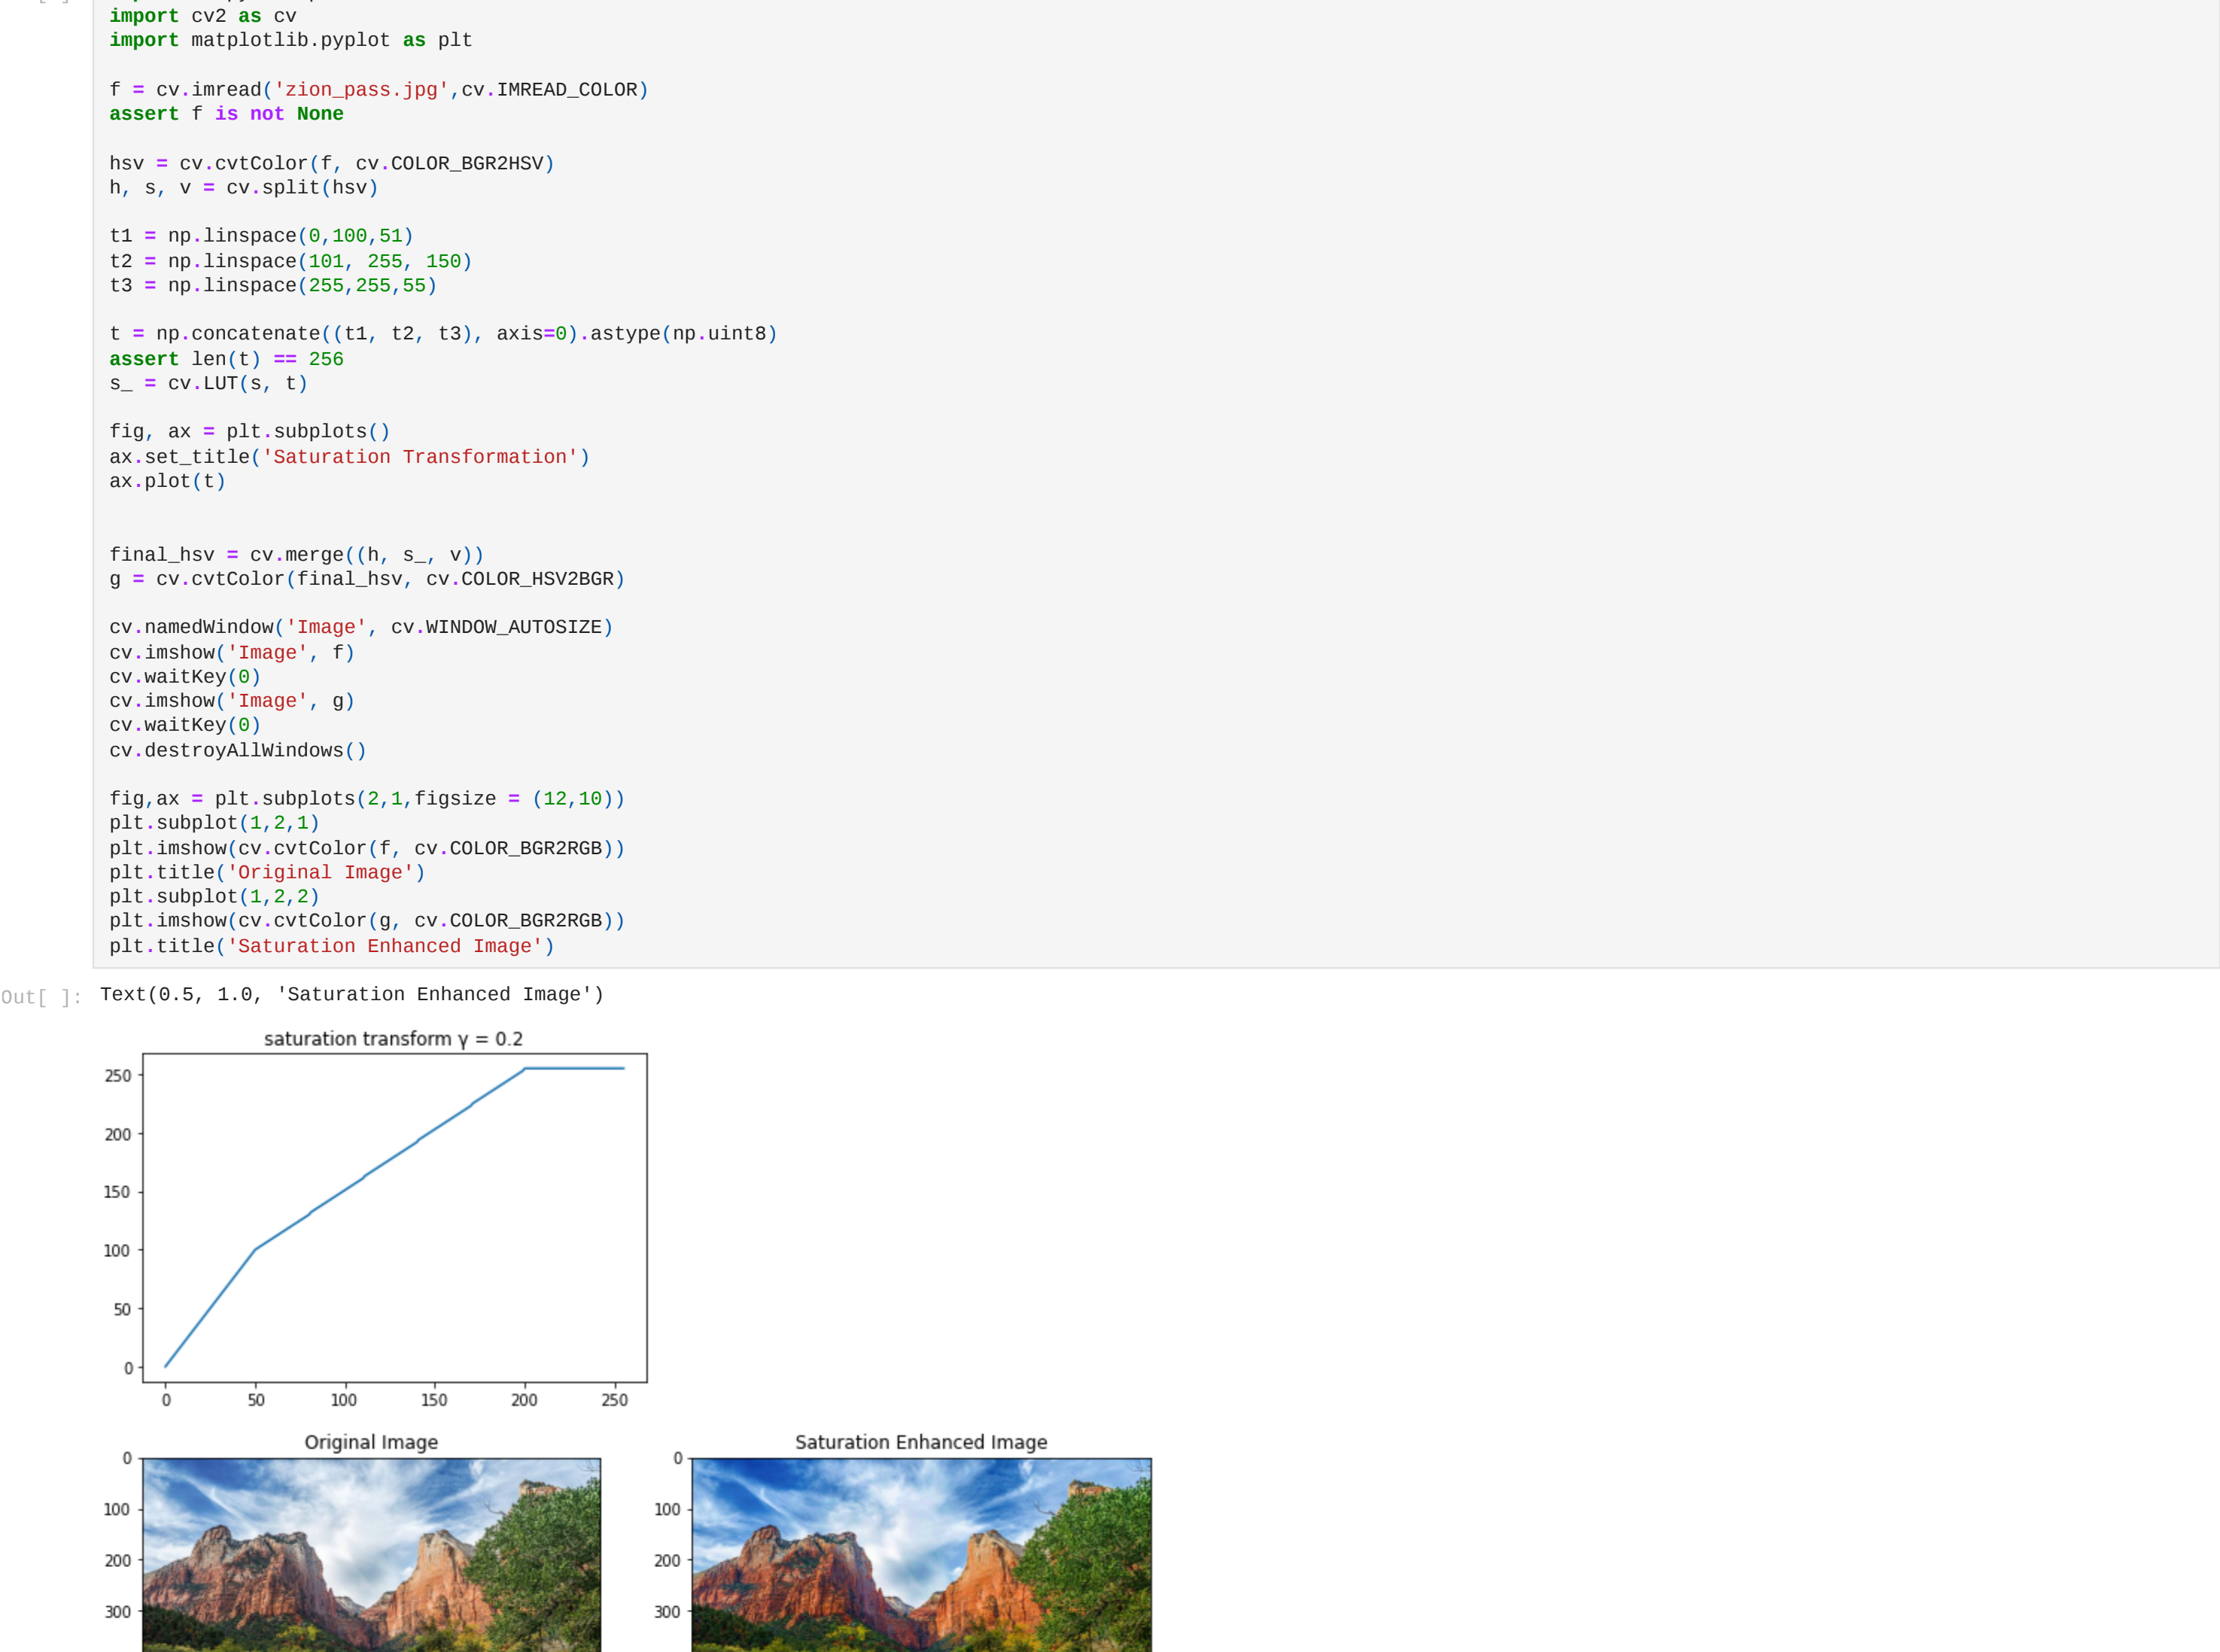 import cv2 as cv
import matplotlib.pyplot as plt
f = cv.imread('zion_pass.jpg',cv.IMREAD_COLOR)
assert f is not None
hsv = cv.cvtColor(f, cv.COLOR_BGR2HSV)
h, s, v = cv.split(hsv)
t1 = np.linspace(0,100,51)
t2 = np.linspace(101, 255, 150)
t3 = np.linspace(255,255,55)
t = np.concatenate((t1, t2, t3), axis=0).astype(np.uint8)
assert len(t) == 256
s_ = cv.LUT(s, t)
fig, ax = plt.subplots()
ax.set_title('Saturation Transformation')
ax.plot(t)
final_hsv = cv.merge((h, s_, v))
g = cv.cvtColor(final_hsv, cv.COLOR_HSV2BGR)
cv.namedWindow('Image', cv.WINDOW_AUTOSIZE)
cv.imshow('Image', f)
cv.waitKey(0)
cv.imshow('Image', g)
cv.waitKey(0)
cv.destroyAllWindows()
fig,ax = plt.subplots(2,1,figsize = (12,10))
plt.subplot(1,2,1)
plt.imshow(cv.cvtColor(f, cv.COLOR_BGR2RGB))
plt.title('Original Image')
plt.subplot(1,2,2)
plt.imshow(cv.cvtColor(g, cv.COLOR_BGR2RGB))
plt.title('Saturation Enhanced Image')
Out[ ]: Text(0.5, 1.0, 'Saturation Enhanced Image')
saturation transform γ = 0.2
250
200
150
100
50
0
0 50 100 150 200 250
Original Image Saturation Enhanced Image
0 0
100 100
200 200
300 300